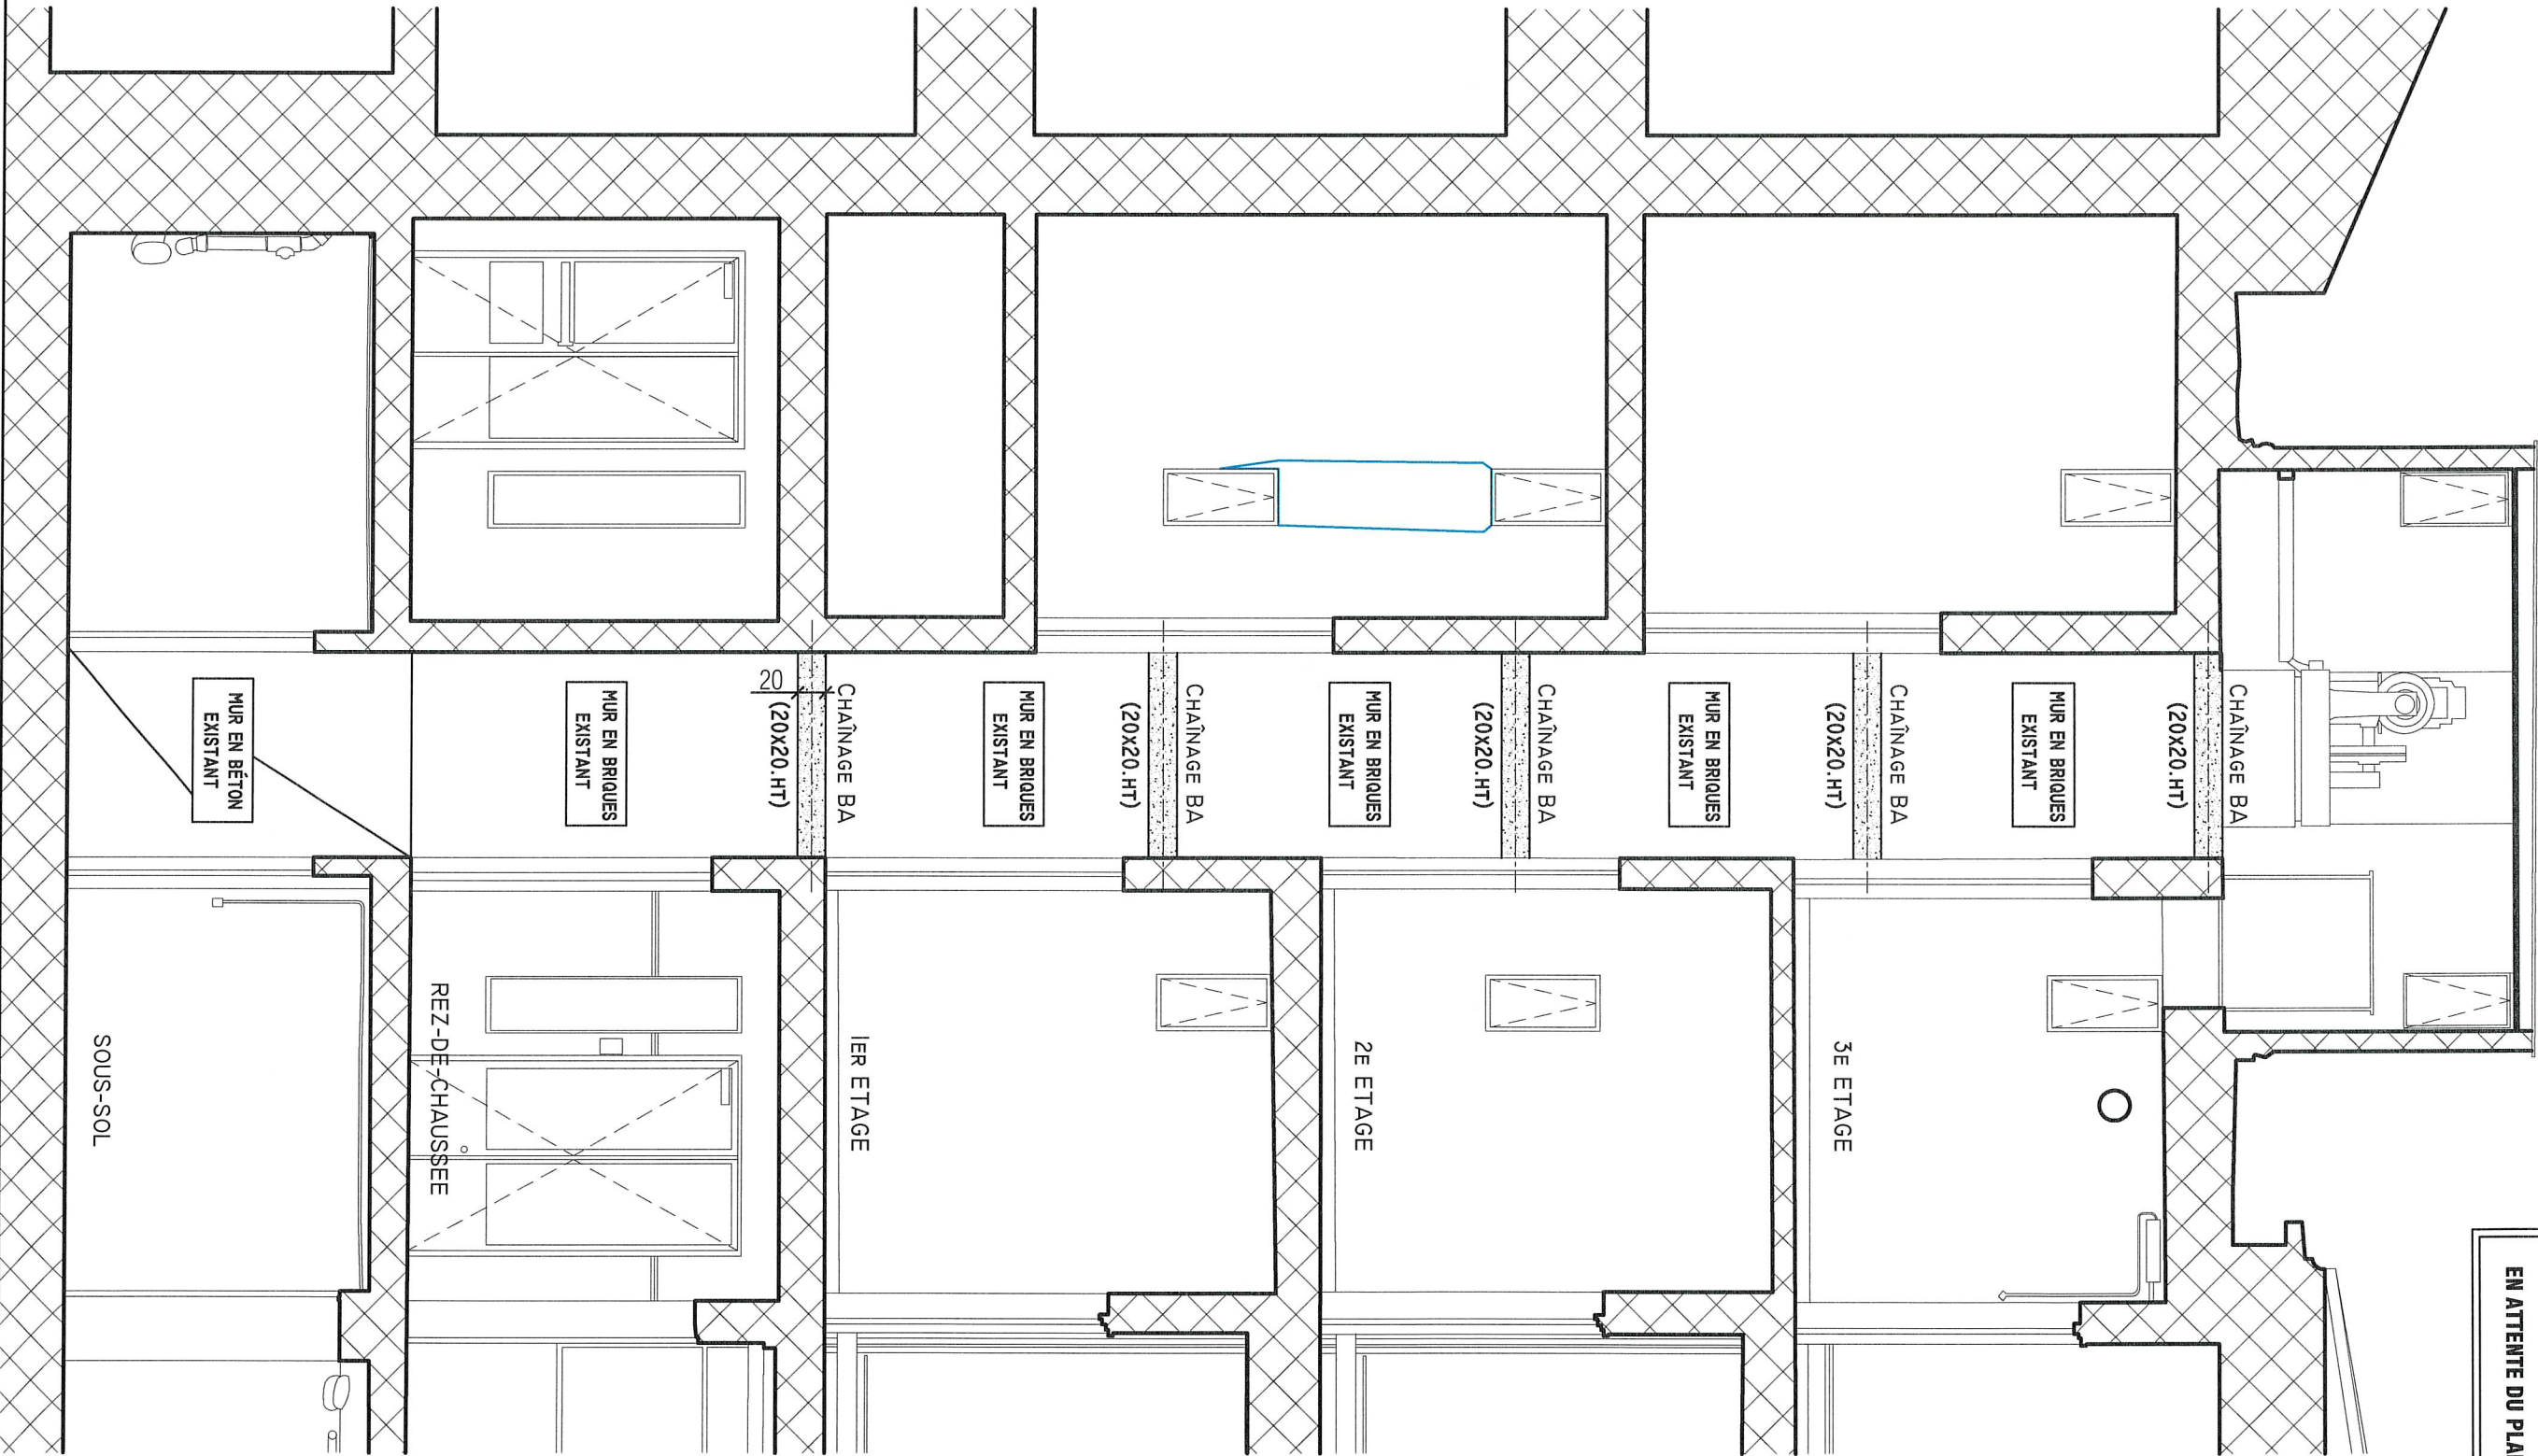 EN ATTENTE DU PLA
CHAÎNAGE BA
(20x20.HT)
MUR EN BRIQUES
EXISTANT
CHAÎNAGE BA
(20x20.HT)
3E ETAGE
MUR EN BRIQUES
EXISTANT
CHAÎNAGE BA
(20x20.HT)
MUR EN BRIQUES
EXISTANT
2E ETAGE
CHAÎNAGE BA
(20x20.HT)
MUR EN BRIQUES
EXISTANT
1ER ETAGE
CHAÎNAGE BA
(20x20.HT)
20
MUR EN BRIQUES
EXISTANT
REZ-DE-CHAUSSEE
MUR EN BÉTON
EXISTANT
SOUS-SOL